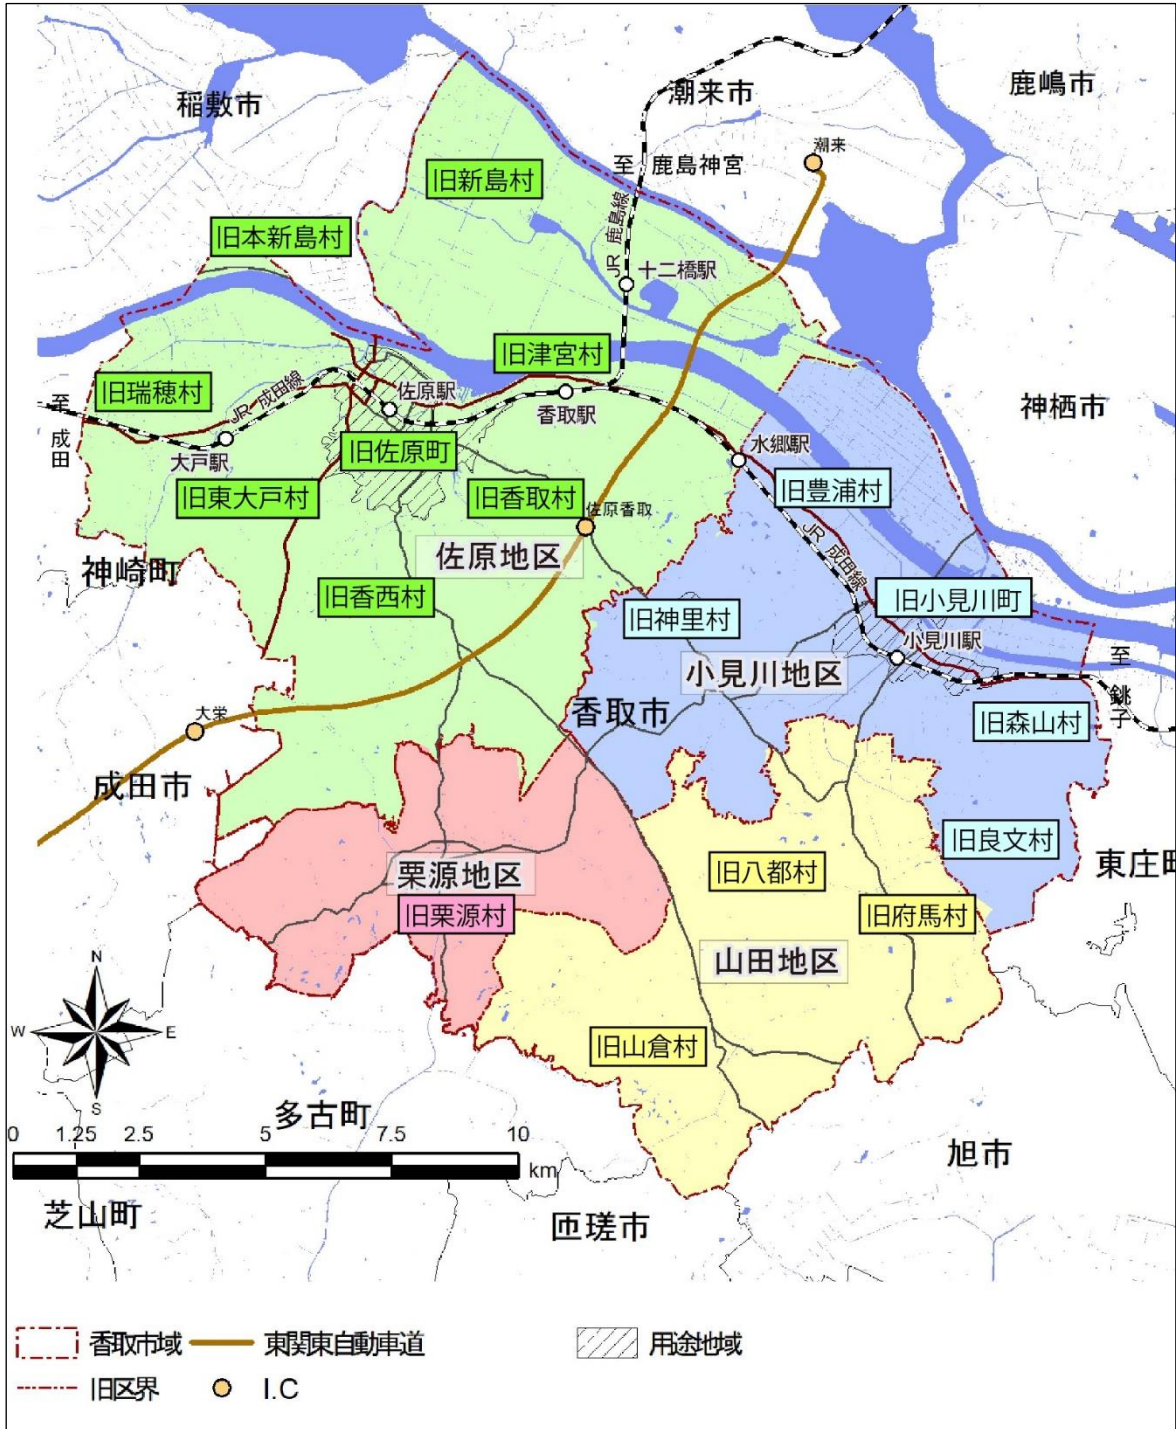 稲敷市
潮来市
鹿嶋市
潮来
至 鹿島神宮
旧新島村
JR 鹿島線
旧本新島村
十二橋駅
旧津宮村
旧瑞穂村
至 成田
JR 成田線
佐原駅
香取駅
神栖市
大戸駅
旧佐原町
水郷駅
旧東大戸村
旧香取村
旧豊浦村
佐原香取
佐原地区
JR 成田線
神崎町
旧香西村
旧神里村
旧小見川町
小見川駅
小見川地区
至 銚子
大栄
香取市
旧森山村
成田市
旧良文村
東庄町
栗源地区
旧八都村
旧栗源村
旧府馬村
山田地区
N
W
E
S
旧山倉村
多古町
0 1.25 2.5 5 7.5 10
km
旭市
芝山町
匝瑳市
香取市域
東関東自動車道
用途地域
旧区界
I.C